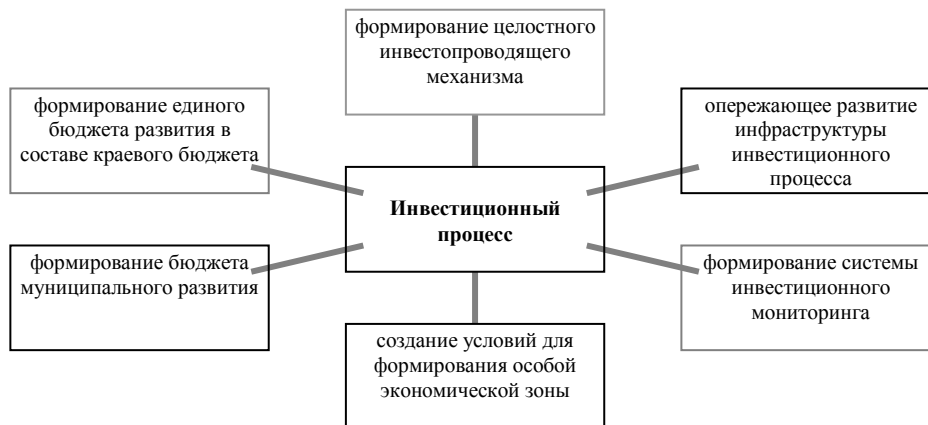 формирование целостного
инвестопроводящего
механизма
формирование единого
бюджета развития в
составе краевого бюджета
опережающее развитие
инфраструктуры
инвестиционного
процесса
Инвестиционный
процесс
формирование бюджета
муниципального развития
формирование системы
инвестиционного
мониторинга
создание условий для
формирования особой
экономической зоны